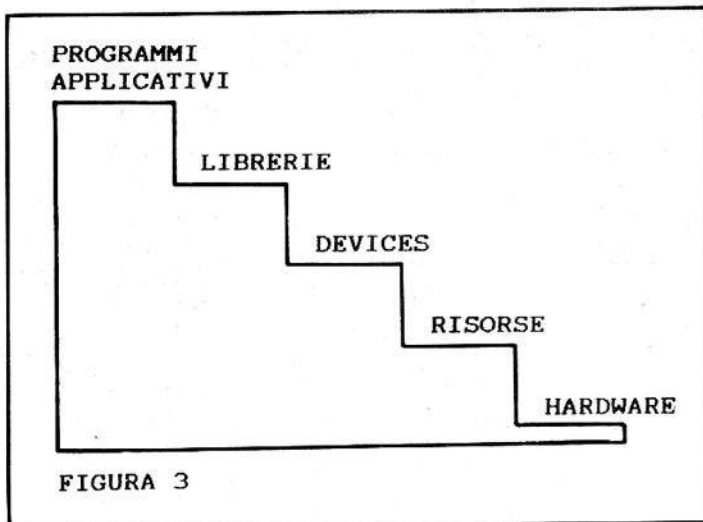 PROGRAMMI
APPLICATIVI
LIBRERIE
DEVICES
RISORSE
HARDWARE
FIGURA 3